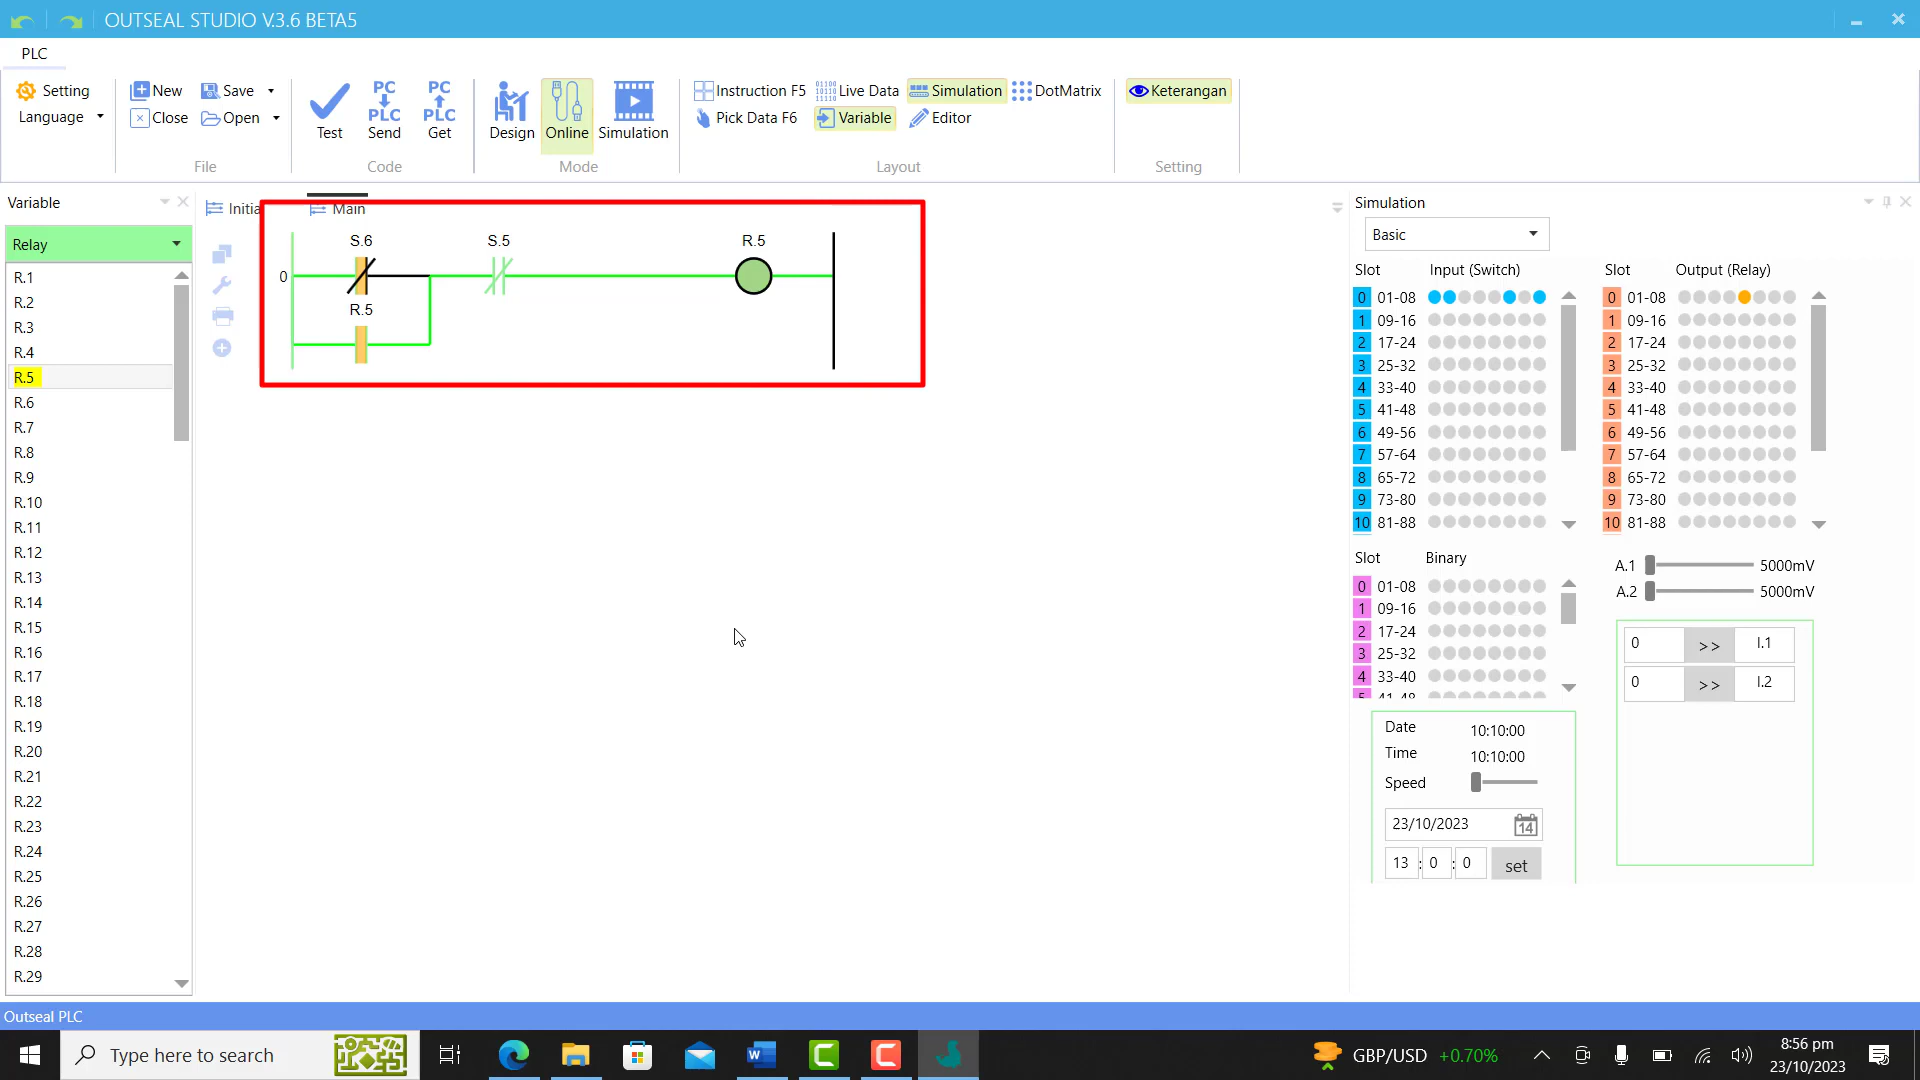 OUTSEAL STUDIO V.3.6 BETA5
PLC
Setting
Language
New
Save
Close
Open
File
Test
PC
PLC
Send
PC
PLC
Get
Code
Design
Online
Simulation
Mode
Instruction F5
Live Data
Simulation
DotMatrix
Pick Data F6
Variable
Editor
Layout
Keterangan
Setting
Variable
Relay
R.1
R.2
R.3
R.4
R.5
R.6
R.7
R.8
R.9
R.10
R.11
R.12
R.13
R.14
R.15
R.16
R.17
R.18
R.19
R.20
R.21
R.22
R.23
R.24
R.25
R.26
R.27
R.28
R.29
Initia
Main
S.6
S.5
R.5
0
R.5
Simulation
Basic
Slot Input (Switch)
0 01-08
1 09-16
2 17-24
3 25-32
4 33-40
5 41-48
6 49-56
7 57-64
8 65-72
9 73-80
10 81-88
Slot Output (Relay)
0 01-08
1 09-16
2 17-24
3 25-32
4 33-40
5 41-48
6 49-56
7 57-64
8 65-72
9 73-80
10 81-88
Slot Binary
0 01-08
1 09-16
2 17-24
3 25-32
4 33-40
A.1 5000mV
A.2 5000mV
0 >> I.1
0 >> I.2
Date 10:10:00
Time 10:10:00
Speed
23/10/2023
14
13 : 0 : 0 set
Outseal PLC
Type here to search
GBP/USD +0.70%
8:56 pm
23/10/2023